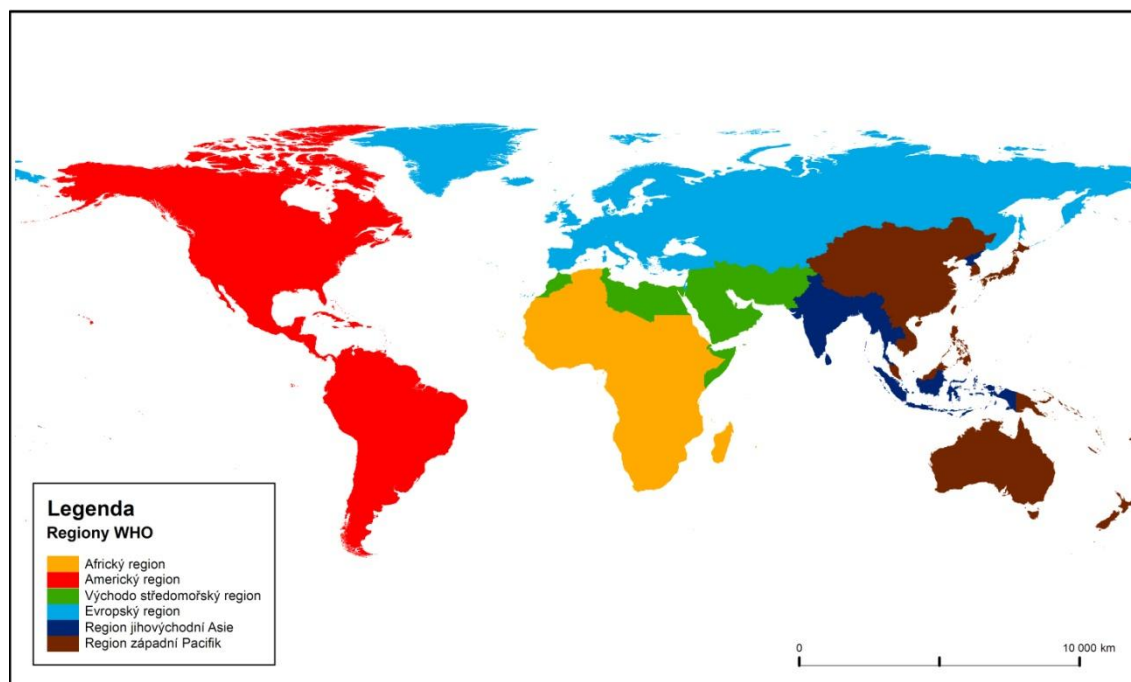 Legenda
Regiony WHO
Africký region
Americký region
Východo středomořský region
Evropský region
Region jihovýchodní Asie
Region západní Pacifik
0 10 000 km